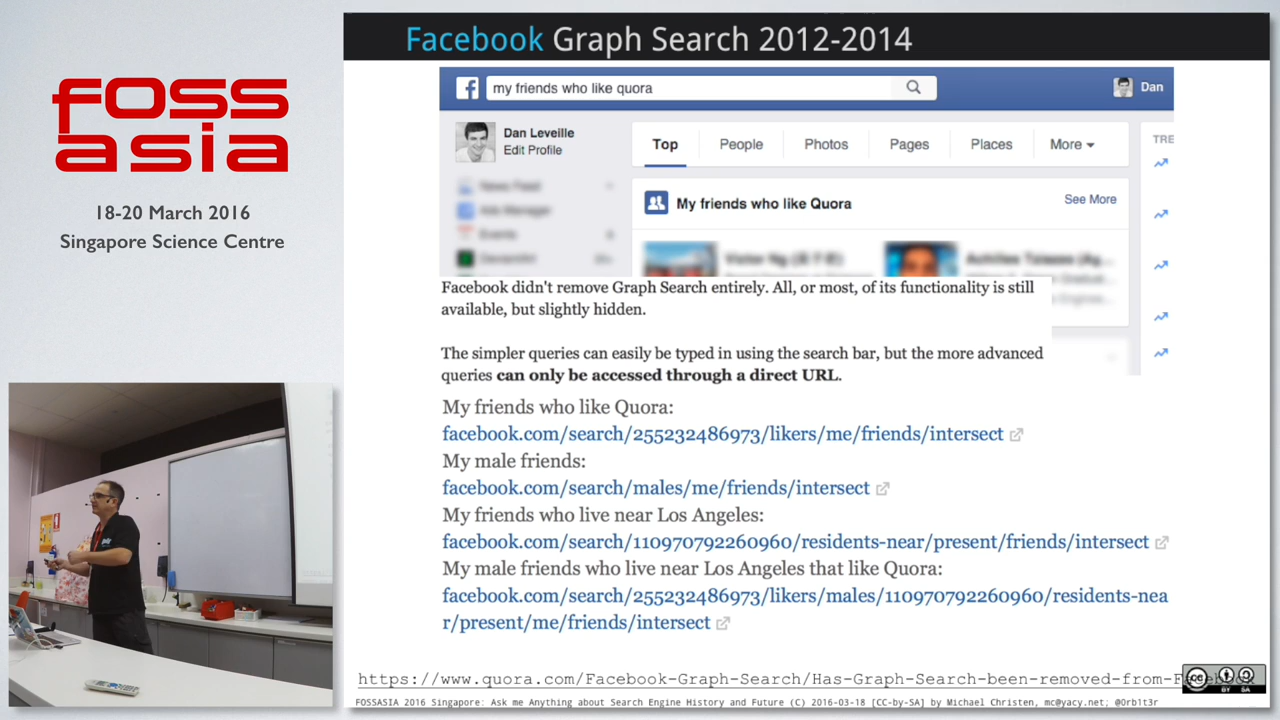 fOSS
asia
18-20 March 2016
Singapore Science Centre
Facebook Graph Search 2012-2014
my friends who like quora
Dan
Dan Leveille
Edit Profile
Top People Photos Pages Places More
TRE
News Feed
Ads Manager
Events
My friends who like Quora
See More
Facebook didn't remove Graph Search entirely. All, or most, of its functionality is still
available, but slightly hidden.
The simpler queries can easily be typed in using the search bar, but the more advanced
queries can only be accessed through a direct URL.
My friends who like Quora:
facebook.com/search/255232486973/likers/me/friends/intersect
My male friends:
facebook.com/search/males/me/friends/intersect
My friends who live near Los Angeles:
facebook.com/search/110970792260960/residents-near/present/friends/intersect
My male friends who live near Los Angeles that like Quora:
facebook.com/search/255232486973/likers/males/110970792260960/residents-nea
r/present/me/friends/intersect
https://www.quora.com/Facebook-Graph-Search/Has-Graph-Search-been-removed-from-F
CC BY SA
FOSSASIA 2016 Singapore: Ask me Anything about Search Engine History and Future (C) 2016-03-18 [CC-by-SA] by Michael Christen, mc@yacy.net; @0rb1t3r